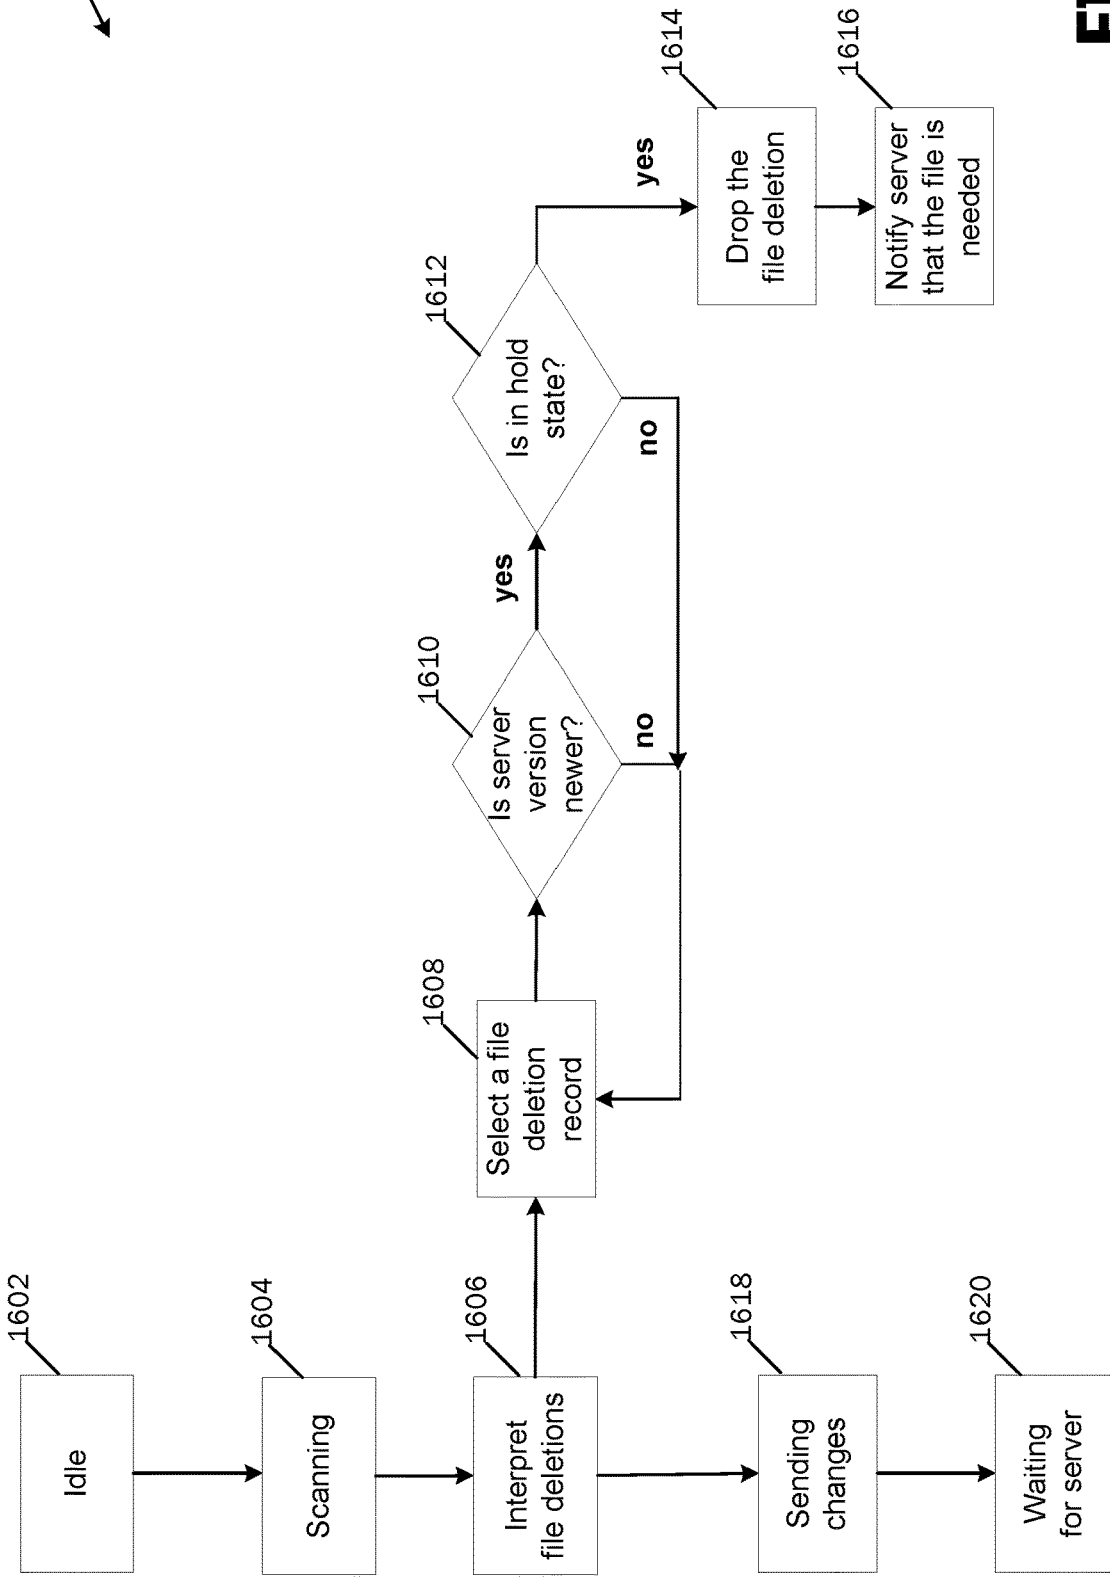 1602
Idle
1604
Scanning
1606
Interpret
file deletions
1608
Select a file
deletion
record
1610
Is server
version
newer?
yes
no
1612
Is in hold
state?
yes
no
1614
Drop the
file deletion
1616
Notify server
that the file is
needed
1618
Sending
changes
1620
Waiting
for server